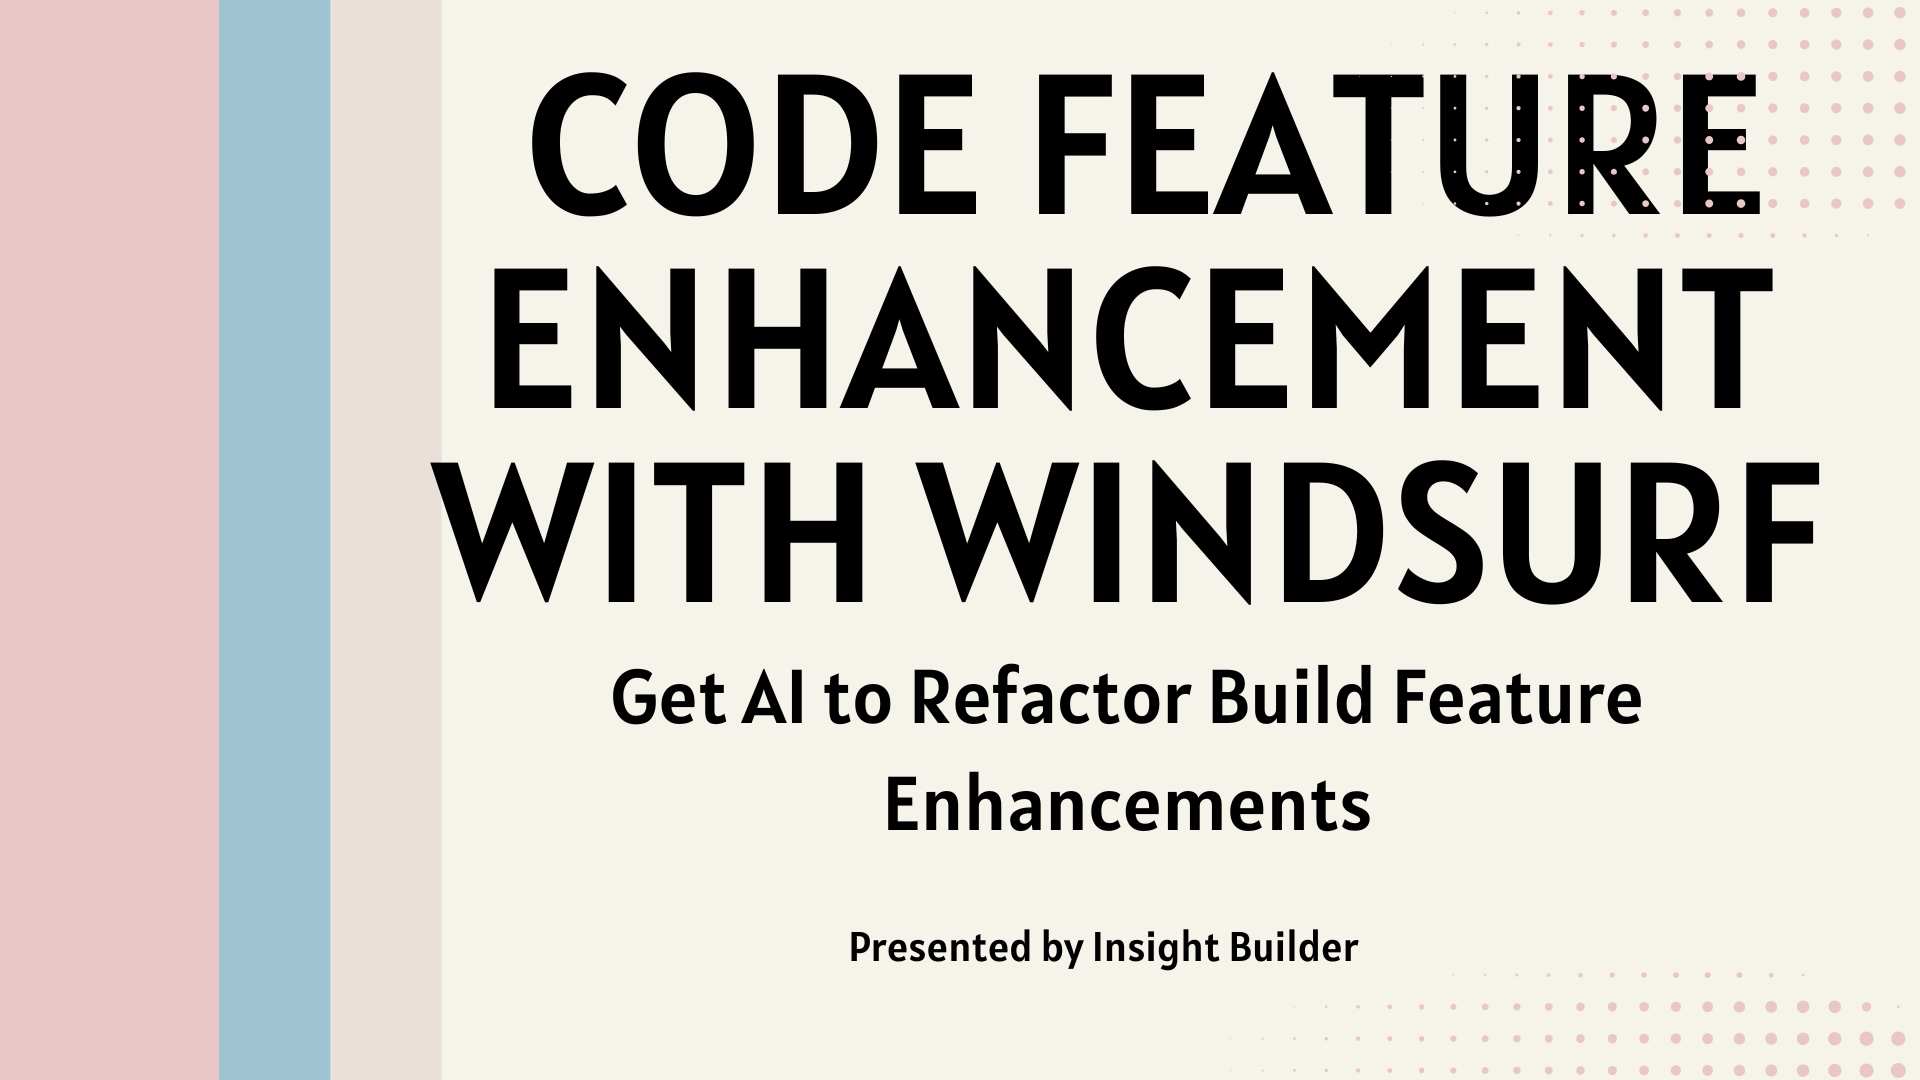 CODE FEATURE
ENHANCEMENT
WITH WINDSURF
Get AI to Refactor Build Feature
Enhancements
Presented by Insight Builder